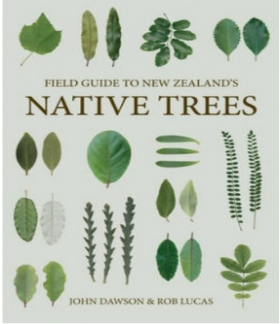 FIELD GUIDE TO NEW ZEALAND'S
NATIVE TREES
JOHN DAWSON & ROB LUCAS